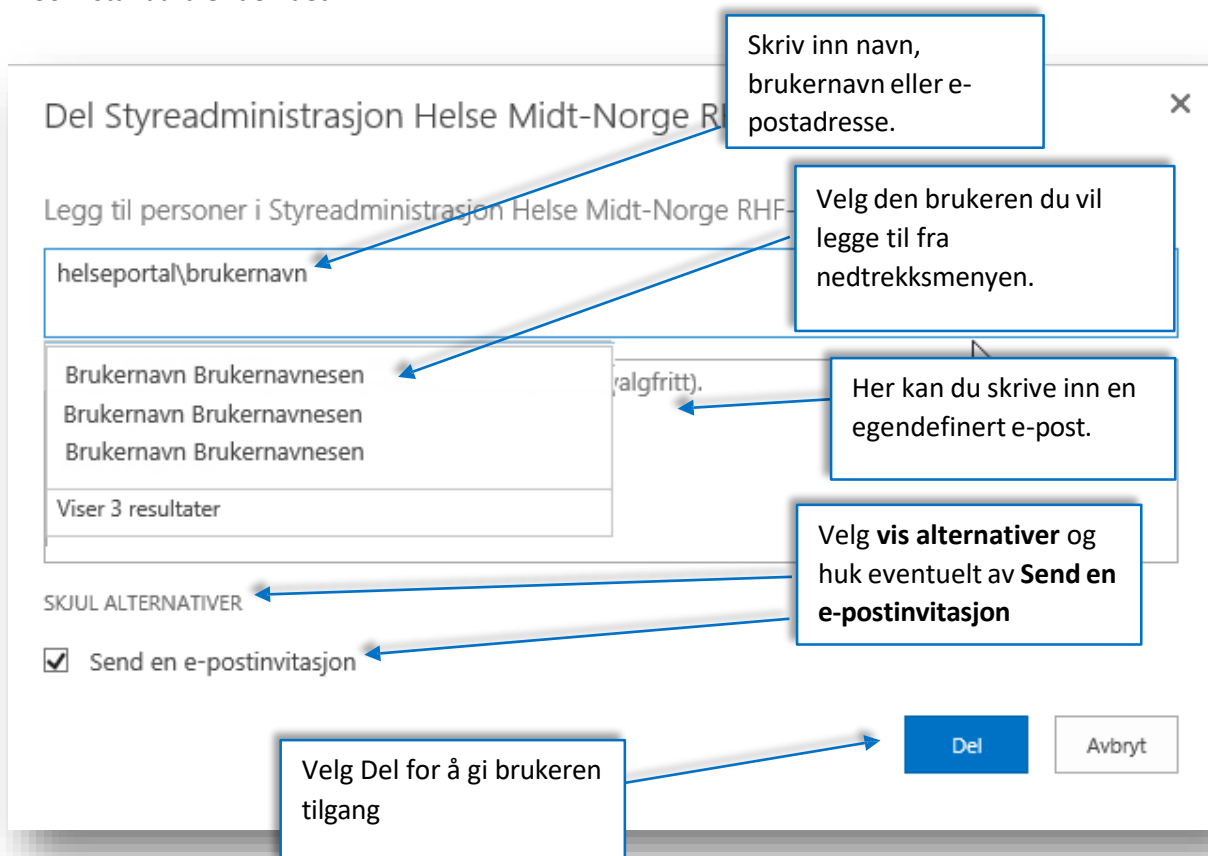 Skriv inn navn,
brukernavn eller e-
postadresse.
Del Styreadministrasjon Helse Midt-Norge
Velg den brukeren du vil
legge til fra
nedtrekksmenyen.
Legg til personer i Styreadministrasjon Helse Midt-Norge RHF-
helseportal\brukernavn
Brukernavn Brukernavnesen
Brukernavn Brukernavnesen
Brukernavn Brukernavnesen
Viser 3 resultater
valgfritt).
Her kan du skrive inn en
egendefinert e-post.
Velg vis alternativer og
huk eventuelt av Send en
e-postinvitasjon
SKJUL ALTERNATIVER
Send en e-postinvitasjon
Del
Avbryt
Velg Del for å gi brukeren
tilgang